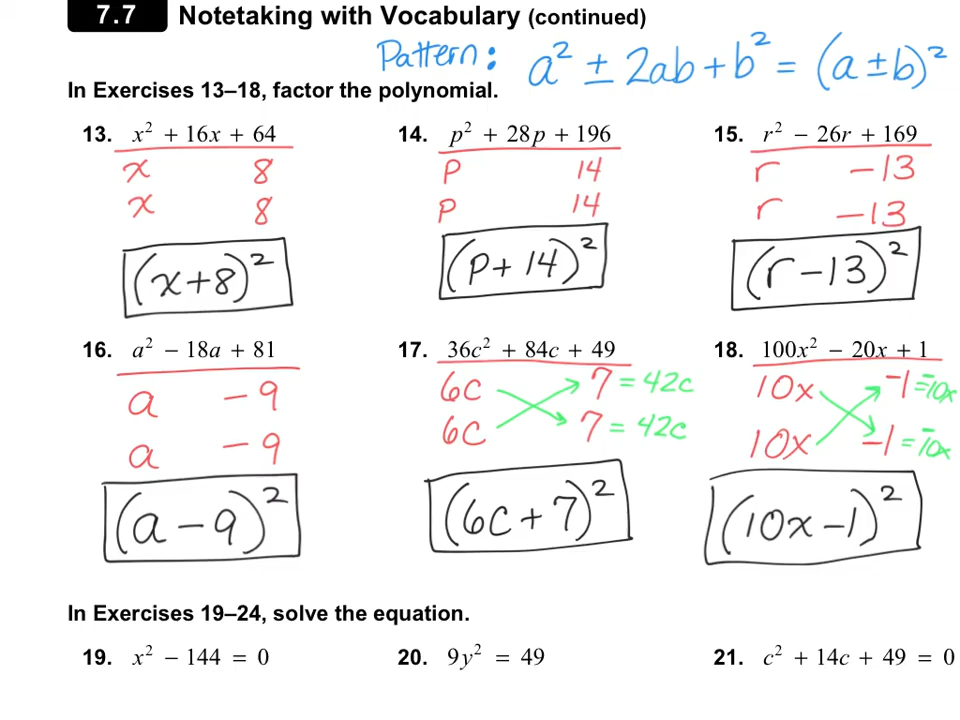 7.7 Notetaking with Vocabulary (continued)
Pattern: a² ± 2ab + b² = (a ± b)²
In Exercises 13–18, factor the polynomial.
13. x² + 16x + 64 14. p² + 28p + 196 15. r² − 26r + 169
x 8 P 14 r −13
x 8 P 14 r −13
(x+8)² (P+14)² (r−13)²
16. a² − 18a + 81 17. 36c² + 84c + 49 18. 100x² − 20x + 1
a −9 6C 7 = 42c 10x −1 = −10x
a −9 6C 7 = 42c 10x −1 = −10x
(a−9)² (6C+7)² (10x−1)²
In Exercises 19–24, solve the equation.
19. x² − 144 = 0 20. 9y² = 49 21. c² + 14c + 49 = 0